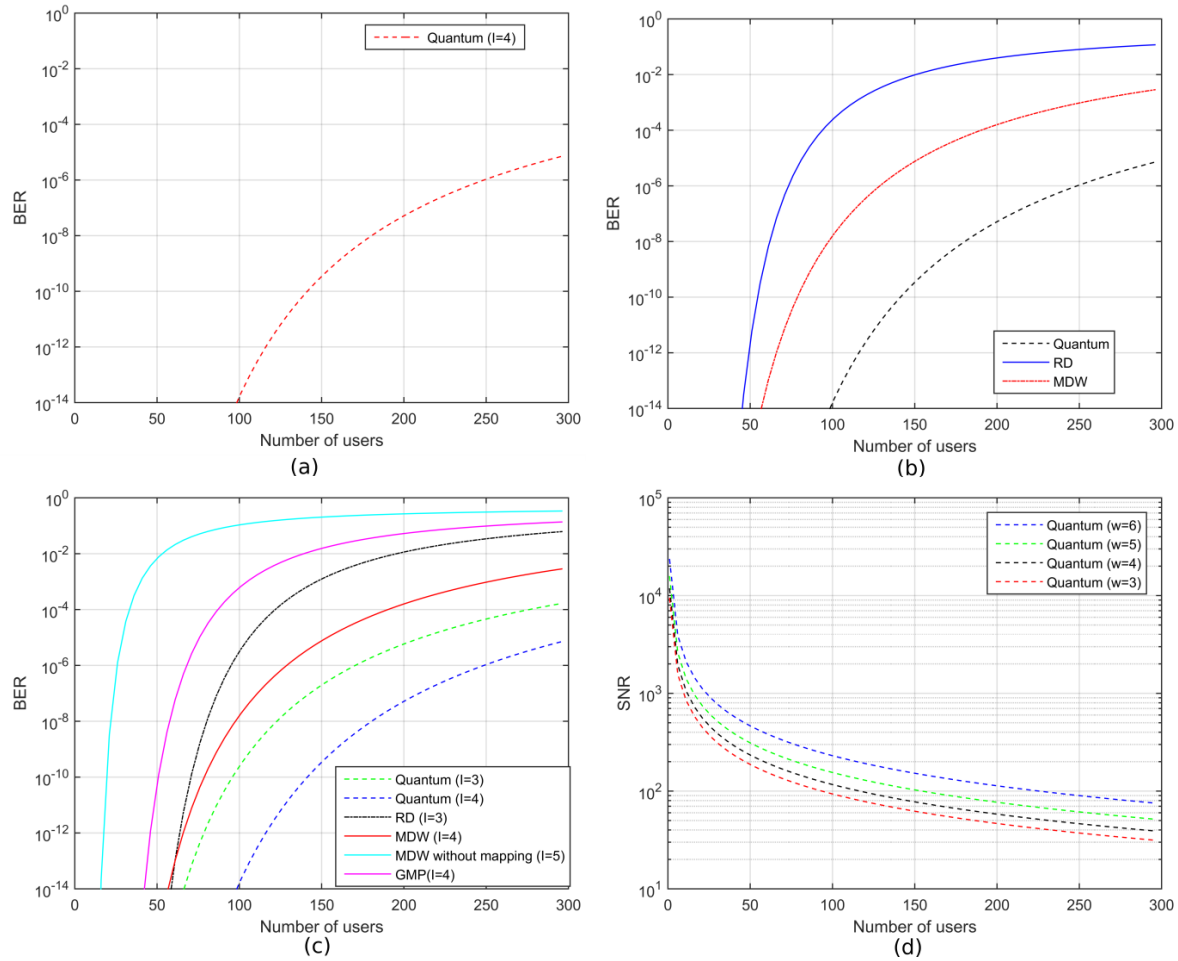 10^0
10^-2
10^-4
10^-6
10^-8
10^-10
10^-12
10^-14
BER
0 50 100 150 200 250 300
Number of users
Quantum (I=4)
(a)
10^0
10^-2
10^-4
10^-6
10^-8
10^-10
10^-12
10^-14
BER
0 50 100 150 200 250 300
Number of users
Quantum
RD
MDW
(b)
10^0
10^-2
10^-4
10^-6
10^-8
10^-10
10^-12
10^-14
BER
0 50 100 150 200 250 300
Number of users
Quantum (I=3)
Quantum (I=4)
RD (I=3)
MDW (I=4)
MDW without mapping (I=5)
GMP(I=4)
(c)
10^5
10^4
10^3
10^2
10^1
SNR
0 50 100 150 200 250 300
Number of users
Quantum (w=6)
Quantum (w=5)
Quantum (w=4)
Quantum (w=3)
(d)